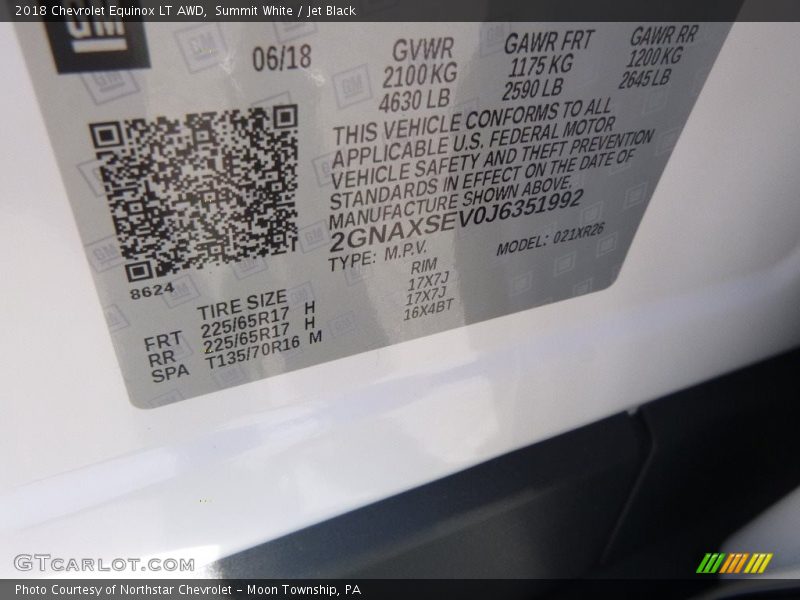 2018 Chevrolet Equinox LT AWD, Summit White / Jet Black
GM
06/18
GVWR
2100 KG
4630 LB
GAWR FRT
1175 KG
2590 LB
GAWR RR
1200 KG
2645 LB
THIS VEHICLE CONFORMS TO ALL
APPLICABLE U.S. FEDERAL MOTOR
VEHICLE SAFETY AND THEFT PREVENTION
STANDARDS IN EFFECT ON THE DATE OF
MANUFACTURE SHOWN ABOVE.
2GNAXSEV0J6351992
TYPE: M.P.V.
MODEL: 021XR26
8624
TIRE SIZE RIM
FRT 225/65R17 H 17X7J
RR 225/65R17 H 17X7J
SPA T135/70R16 M 16X4BT
GTcarlot.com
Photo Courtesy of Northstar Chevrolet - Moon Township, PA